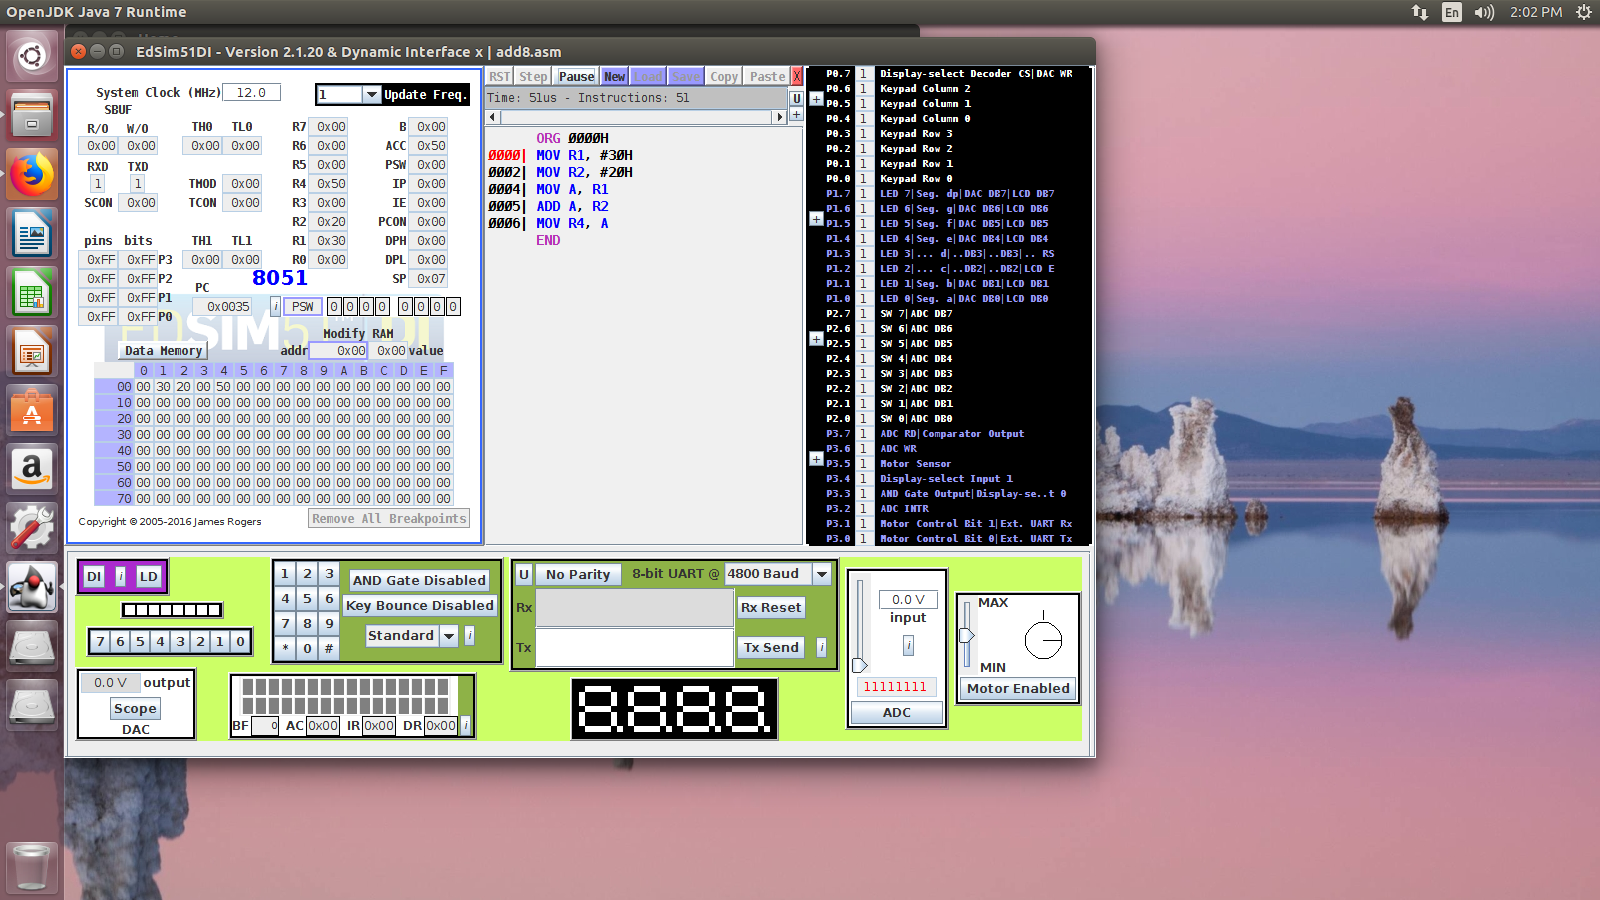 OpenJDK Java 7 Runtime
En 2:02 PM
EdSim51DI - Version 2.1.20 & Dynamic Interface x | add8.asm
System Clock (MHz) 12.0 1 Update Freq.
SBUF
R/O W/O TH0 TL0 R7 0x00 B 0x00
0x00 0x00 0x00 0x00 R6 0x00 ACC 0x50
RXD TXD R5 0x00 PSW 0x00
1 1 TMOD 0x00 R4 0x50 IP 0x00
SCON 0x00 TCON 0x00 R3 0x00 IE 0x00
R2 0x20 PCON 0x00
pins bits TH1 TL1 R1 0x30 DPH 0x00
0xFF 0xFF P3 0x00 0x00 R0 0x00 DPL 0x00
0xFF 0xFF P2 8051 SP 0x07
0xFF 0xFF P1 PC
0xFF 0xFF P0 0x0035 i PSW 0 0 0 0 0 0 0 0
EdSIM51DI
Modify RAM
Data Memory addr 0x00 0x00 value
0 1 2 3 4 5 6 7 8 9 A B C D E F
00 00 30 20 00 50 00 00 00 00 00 00 00 00 00 00 00
10 00 00 00 00 00 00 00 00 00 00 00 00 00 00 00 00
20 00 00 00 00 00 00 00 00 00 00 00 00 00 00 00 00
30 00 00 00 00 00 00 00 00 00 00 00 00 00 00 00 00
40 00 00 00 00 00 00 00 00 00 00 00 00 00 00 00 00
50 00 00 00 00 00 00 00 00 00 00 00 00 00 00 00 00
60 00 00 00 00 00 00 00 00 00 00 00 00 00 00 00 00
70 00 00 00 00 00 00 00 00 00 00 00 00 00 00 00 00
Copyright © 2005-2016 James Rogers Remove All Breakpoints
RST Step Pause New Load Save Copy Paste X
Time: 51us - Instructions: 51 U
+
ORG 0000H
0000| MOV R1, #30H
0002| MOV R2, #20H
0004| MOV A, R1
0005| ADD A, R2
0006| MOV R4, A
END
P0.7 1 Display-select Decoder CS|DAC WR
P0.6 1 Keypad Column 2
+ P0.5 1 Keypad Column 1
P0.4 1 Keypad Column 0
P0.3 1 Keypad Row 3
P0.2 1 Keypad Row 2
P0.1 1 Keypad Row 1
P0.0 1 Keypad Row 0
P1.7 1 LED 7|Seg. dp|DAC DB7|LCD DB7
P1.6 1 LED 6|Seg. g|DAC DB6|LCD DB6
+ P1.5 1 LED 5|Seg. f|DAC DB5|LCD DB5
P1.4 1 LED 4|Seg. e|DAC DB4|LCD DB4
P1.3 1 LED 3|... d|..DB3|..DB3|.. RS
P1.2 1 LED 2|... c|..DB2|..DB2|LCD E
P1.1 1 LED 1|Seg. b|DAC DB1|LCD DB1
P1.0 1 LED 0|Seg. a|DAC DB0|LCD DB0
P2.7 1 SW 7|ADC DB7
P2.6 1 SW 6|ADC DB6
+ P2.5 1 SW 5|ADC DB5
P2.4 1 SW 4|ADC DB4
P2.3 1 SW 3|ADC DB3
P2.2 1 SW 2|ADC DB2
P2.1 1 SW 1|ADC DB1
P2.0 1 SW 0|ADC DB0
P3.7 1 ADC RD|Comparator Output
P3.6 1 ADC WR
+ P3.5 1 Motor Sensor
P3.4 1 Display-select Input 1
P3.3 1 AND Gate Output|Display-se..t 0
P3.2 1 ADC INTR
P3.1 1 Motor Control Bit 1|Ext. UART Rx
P3.0 1 Motor Control Bit 0|Ext. UART Tx
DI i LD
7 6 5 4 3 2 1 0
0.0 V output
Scope
DAC
1 2 3 AND Gate Disabled
4 5 6 Key Bounce Disabled
7 8 9 Standard i
* 0 #
BF 0 AC 0x00 IR 0x00 DR 0x00 i
U No Parity 8-bit UART @ 4800 Baud
Rx Rx Reset
Tx Tx Send i
8.8.8.8.
0.0 V
input
i
11111111
ADC
MAX
MIN
Motor Enabled